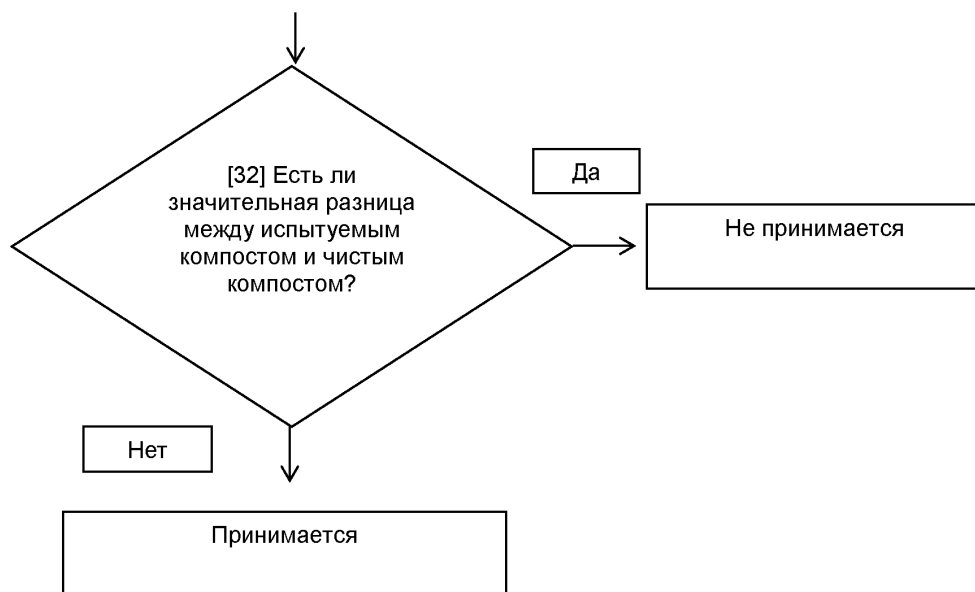 [32] Есть ли
значительная разница
между испытуемым
компостом и чистым
компостом?
Да
Не принимается
Нет
Принимается